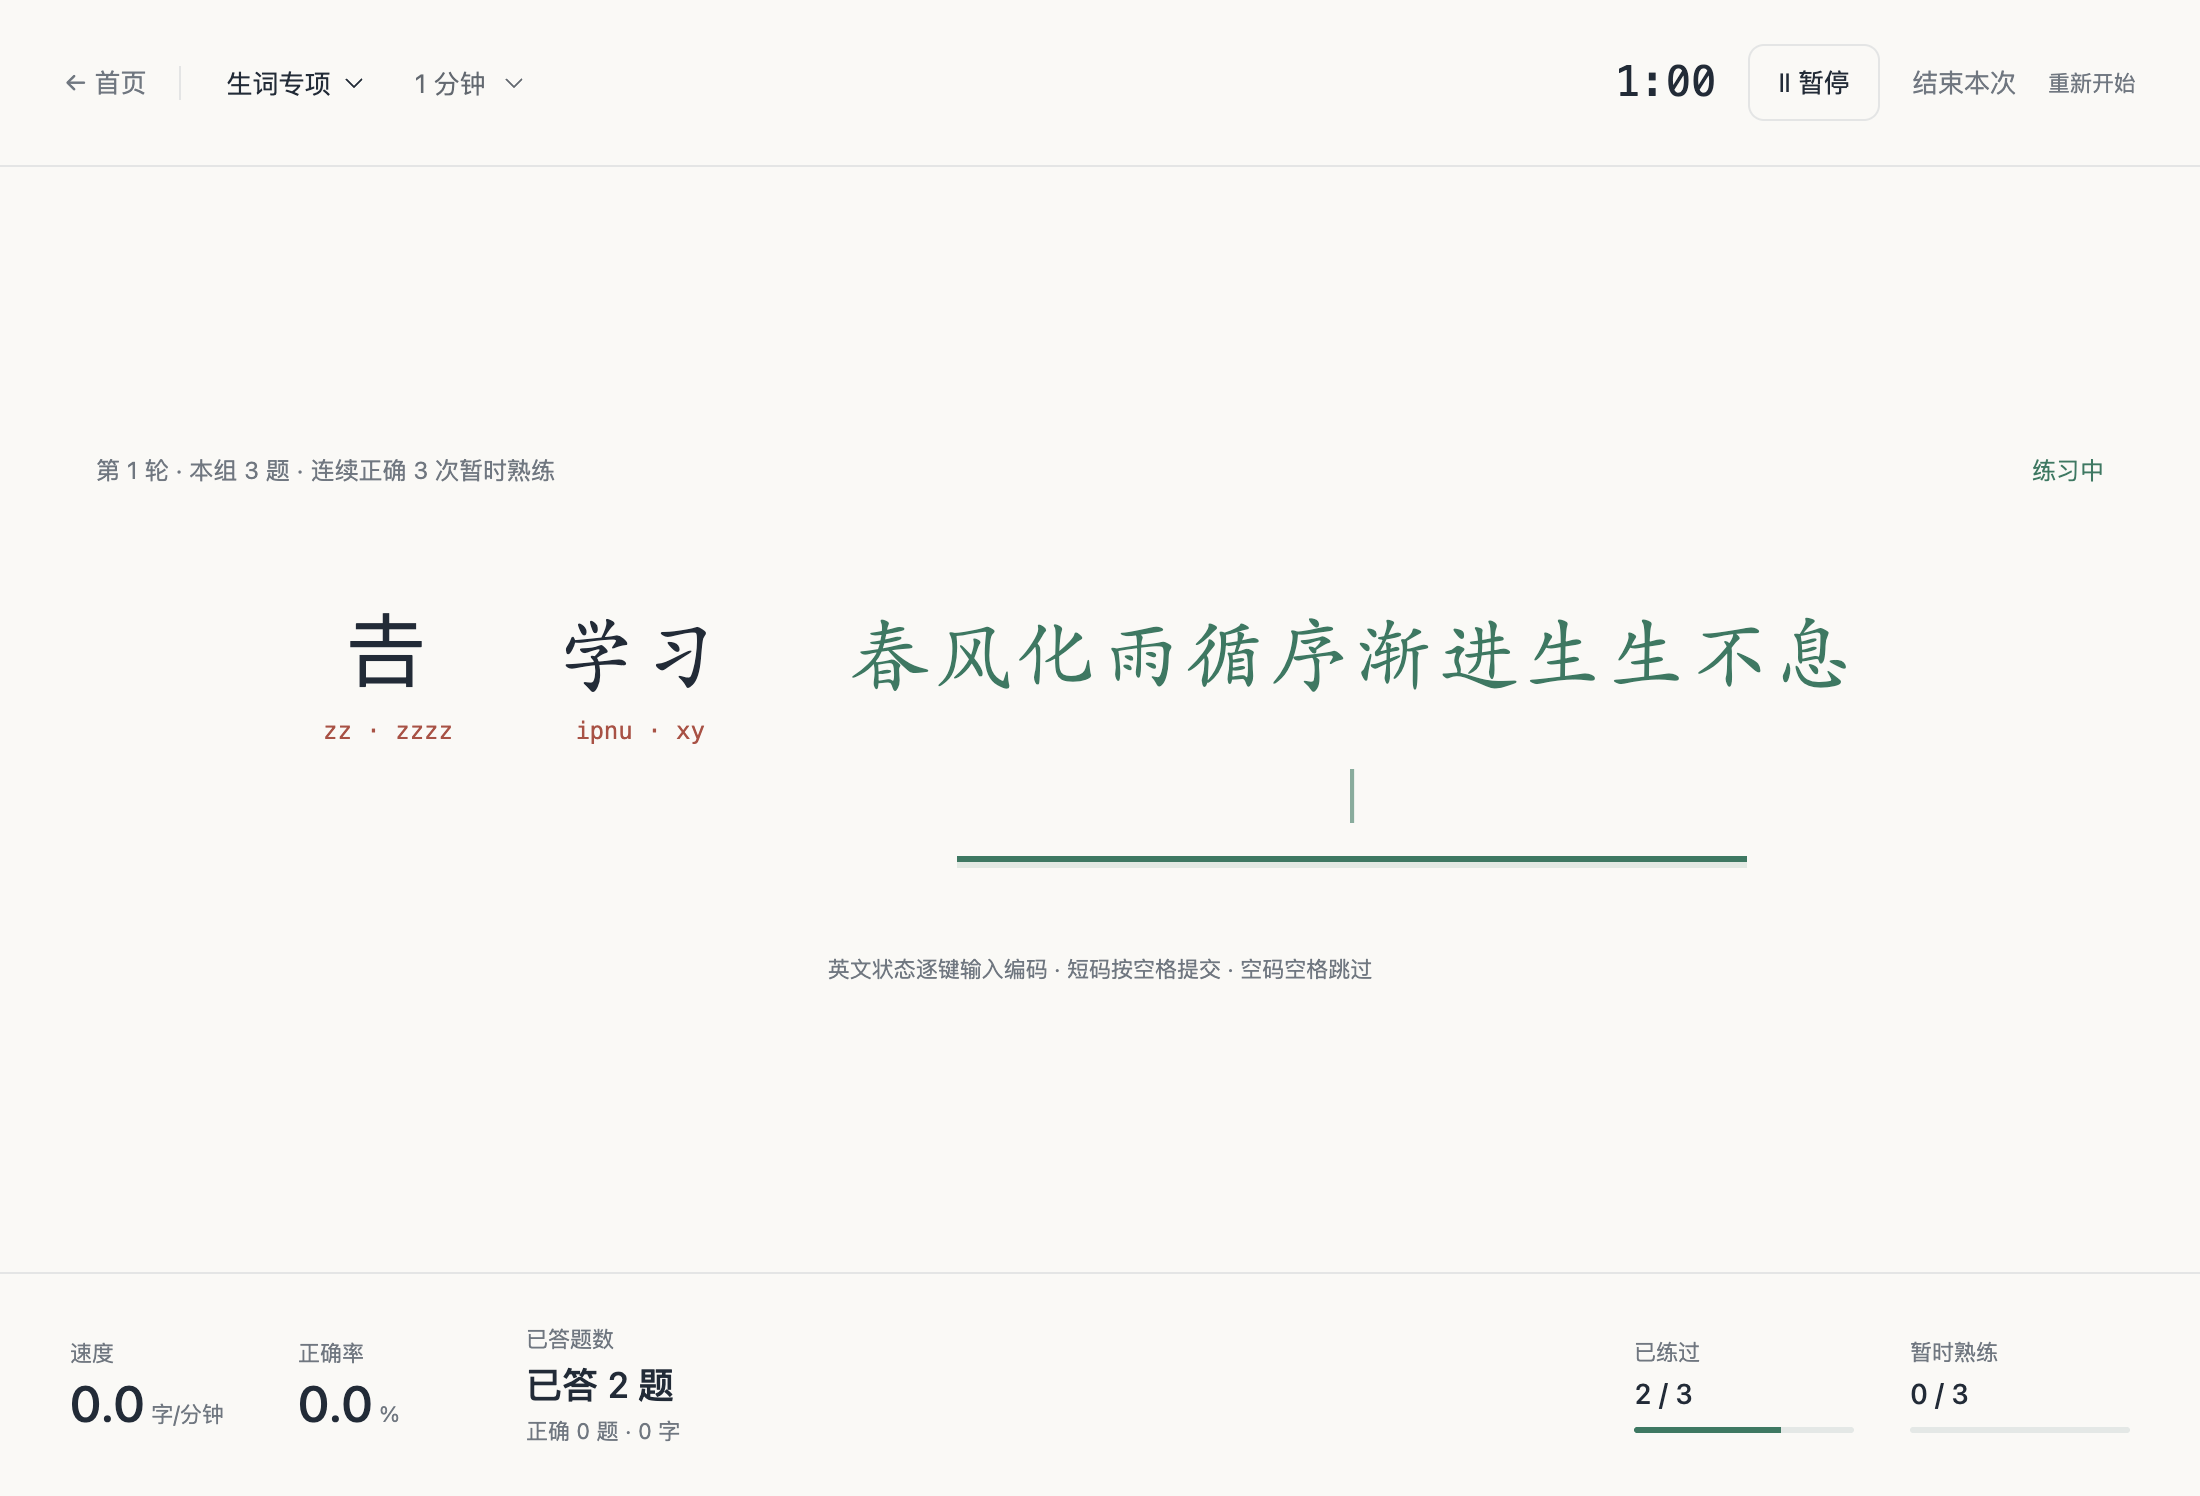 ← 首页 生词专项 1 分钟 1:00 II 暂停 结束本次 重新开始
第 1 轮 · 本组 3 题 · 连续正确 3 次暂时熟练 练习中
𠮷 学习 春风化雨循序渐进生生不息
zz · zzzz ipnu · xy
英文状态逐键输入编码 · 短码按空格提交 · 空码空格跳过
速度 正确率 已答题数 已练过 暂时熟练
0.0 字/分钟 0.0 % 已答 2 题 2 / 3 0 / 3
正确 0 题 · 0 字